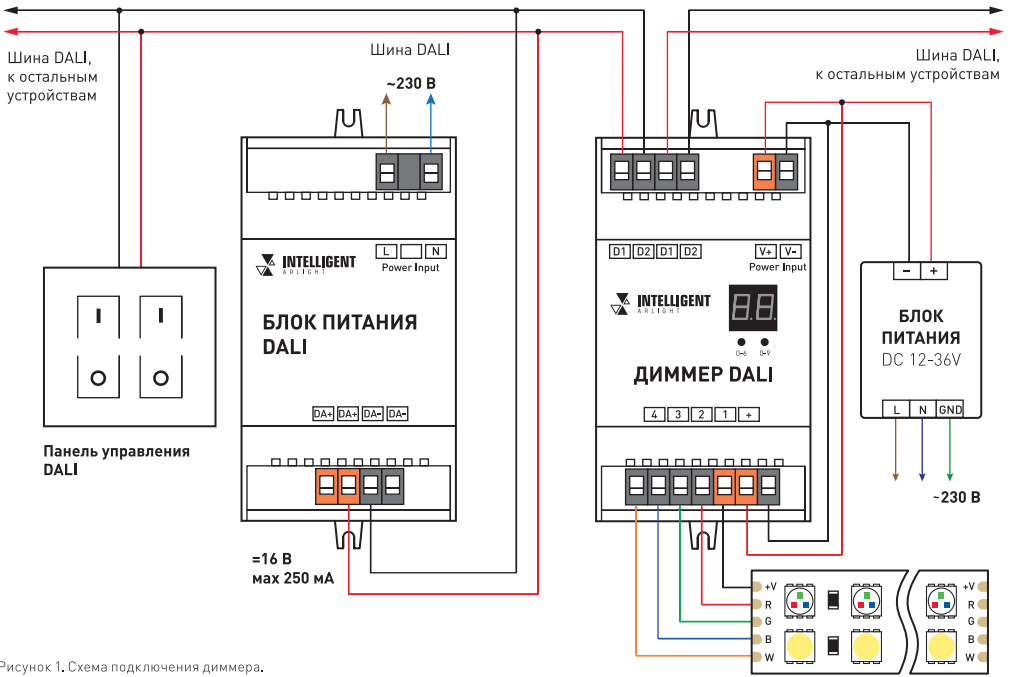 Шина DALI,
к остальным
устройствам
Шина DALI
~230 В
Шина DALI,
к остальным устройствам
L N
Power Input
INTELLIGENT
ARLIGHT
БЛОК ПИТАНИЯ
DALI
DA+ DA+ DA- DA-
=16 В
мах 250 мА
Панель управления
DALI
D1 D2 D1 D2
V+ V-
Power Input
INTELLIGENT
ARLIGHT
8.8.
0-6 0-9
ДИММЕР DALI
4 3 2 1 +
- +
БЛОК
ПИТАНИЯ
DC 12-36V
L N GND
~230 В
+V +V
R R
G G
B B
W W
Рисунок 1. Схема подключения диммера.